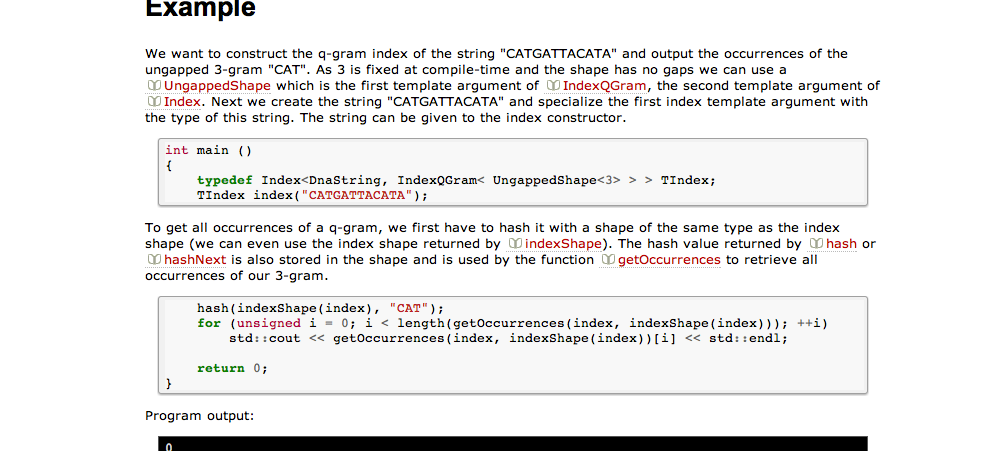 Example
We want to construct the q-gram index of the string "CATGATTACATA" and output the occurrences of the
ungapped 3-gram "CAT". As 3 is fixed at compile-time and the shape has no gaps we can use a
UngappedShape which is the first template argument of IndexQGram, the second template argument of
Index. Next we create the string "CATGATTACATA" and specialize the first index template argument with
the type of this string. The string can be given to the index constructor.
int main ()
{
    typedef Index<DnaString, IndexQGram< UngappedShape<3> > > TIndex;
    TIndex index("CATGATTACATA");
To get all occurrences of a q-gram, we first have to hash it with a shape of the same type as the index
shape (we can even use the index shape returned by indexShape). The hash value returned by hash or
hashNext is also stored in the shape and is used by the function getOccurrences to retrieve all
occurrences of our 3-gram.
    hash(indexShape(index), "CAT");
    for (unsigned i = 0; i < length(getOccurrences(index, indexShape(index))); ++i)
        std::cout << getOccurrences(index, indexShape(index))[i] << std::endl;
    return 0;
}
Program output:
0